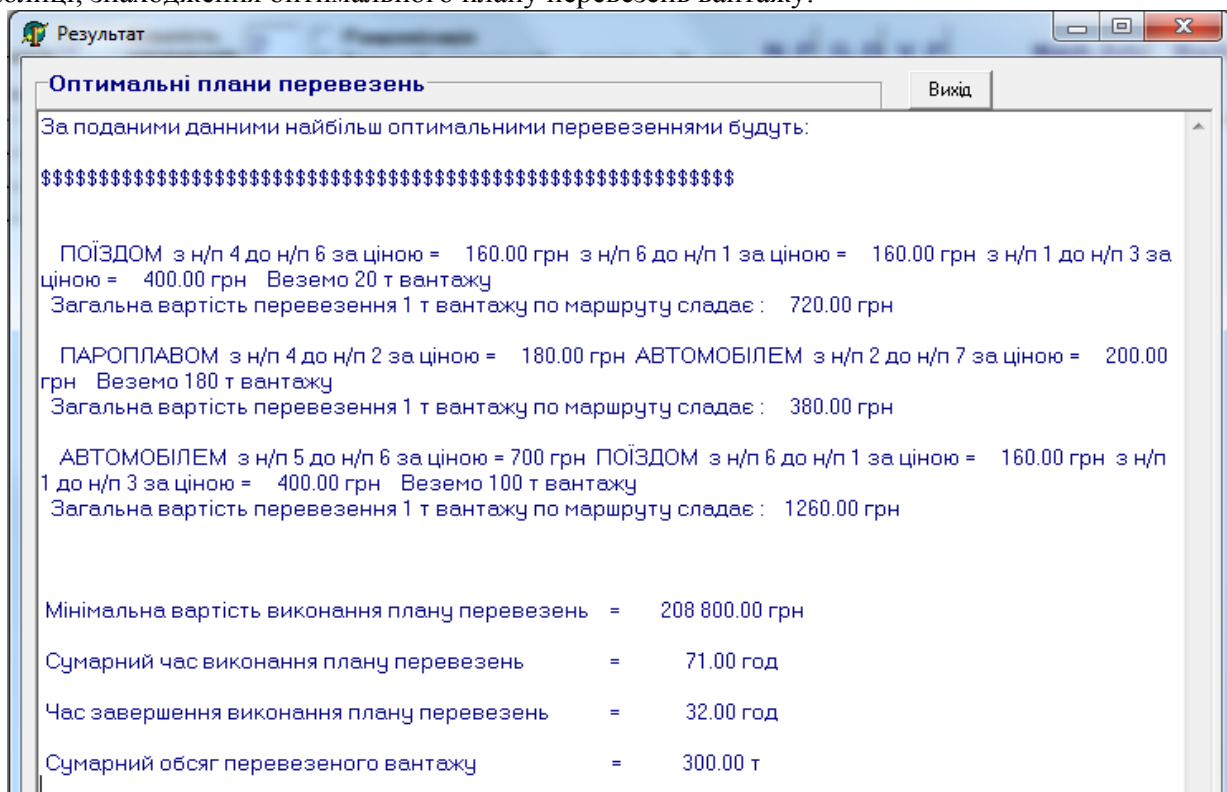 знаходження оптимального плану перевезень вантажу.
Результат
Оптимальні плани перевезень
Вихід
За поданими данними найбільш оптимальними перевезеннями будуть:
$$$$$$$$$$$$$$$$$$$$$$$$$$$$$$$$$$$$$$$$$$$$$$$$$$$$$$$$$$$$
ПОЇЗДОМ з н/п 4 до н/п 6 за ціною = 160.00 грн з н/п 6 до н/п 1 за ціною = 160.00 грн з н/п 1 до н/п 3 за
ціною = 400.00 грн Веземо 20 т вантажу
Загальна вартість перевезення 1 т вантажу по маршруту сладає : 720.00 грн
ПАРОПЛАВОМ з н/п 4 до н/п 2 за ціною = 180.00 грн АВТОМОБІЛЕМ з н/п 2 до н/п 7 за ціною = 200.00
грн Веземо 180 т вантажу
Загальна вартість перевезення 1 т вантажу по маршруту сладає : 380.00 грн
АВТОМОБІЛЕМ з н/п 5 до н/п 6 за ціною = 700 грн ПОЇЗДОМ з н/п 6 до н/п 1 за ціною = 160.00 грн з н/п
1 до н/п 3 за ціною = 400.00 грн Веземо 100 т вантажу
Загальна вартість перевезення 1 т вантажу по маршруту сладає : 1260.00 грн
Мінімальна вартість виконання плану перевезень = 208 800.00 грн
Сумарний час виконання плану перевезень = 71.00 год
Час завершення виконання плану перевезень = 32.00 год
Сумарний обсяг перевезеного вантажу = 300.00 т